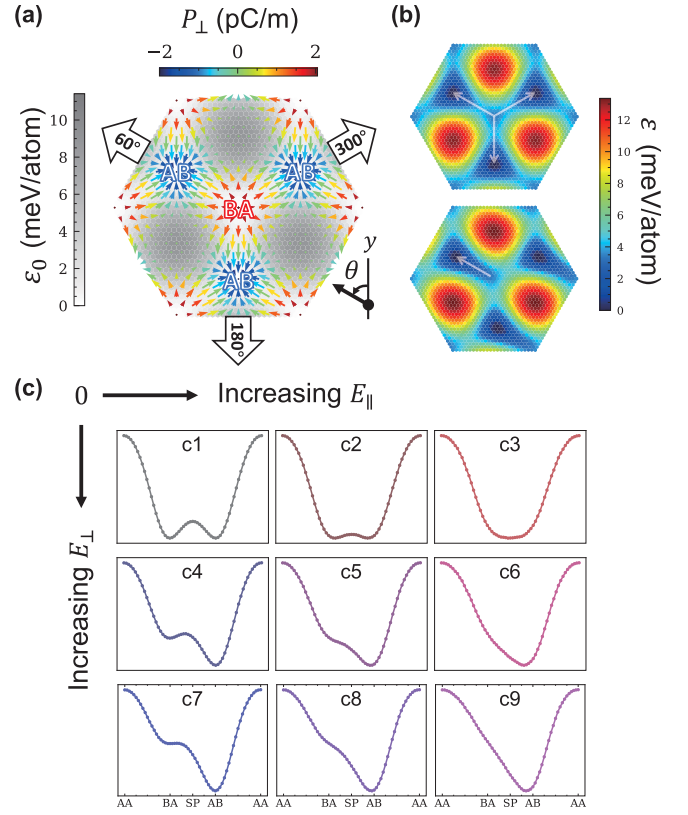 (a)
P⊥ (pC/m)
−2 0 2
ε0 (meV/atom)
10
8
6
4
2
0
60°
300°
180°
AB AB
BA
AB
y
θ
(b)
ε (meV/atom)
12
10
8
6
4
2
0
(c)
0 Increasing E∥
Increasing E⊥
c1 c2 c3
c4 c5 c6
c7 c8 c9
AA BA SP AB AA AA BA SP AB AA AA BA SP AB AA